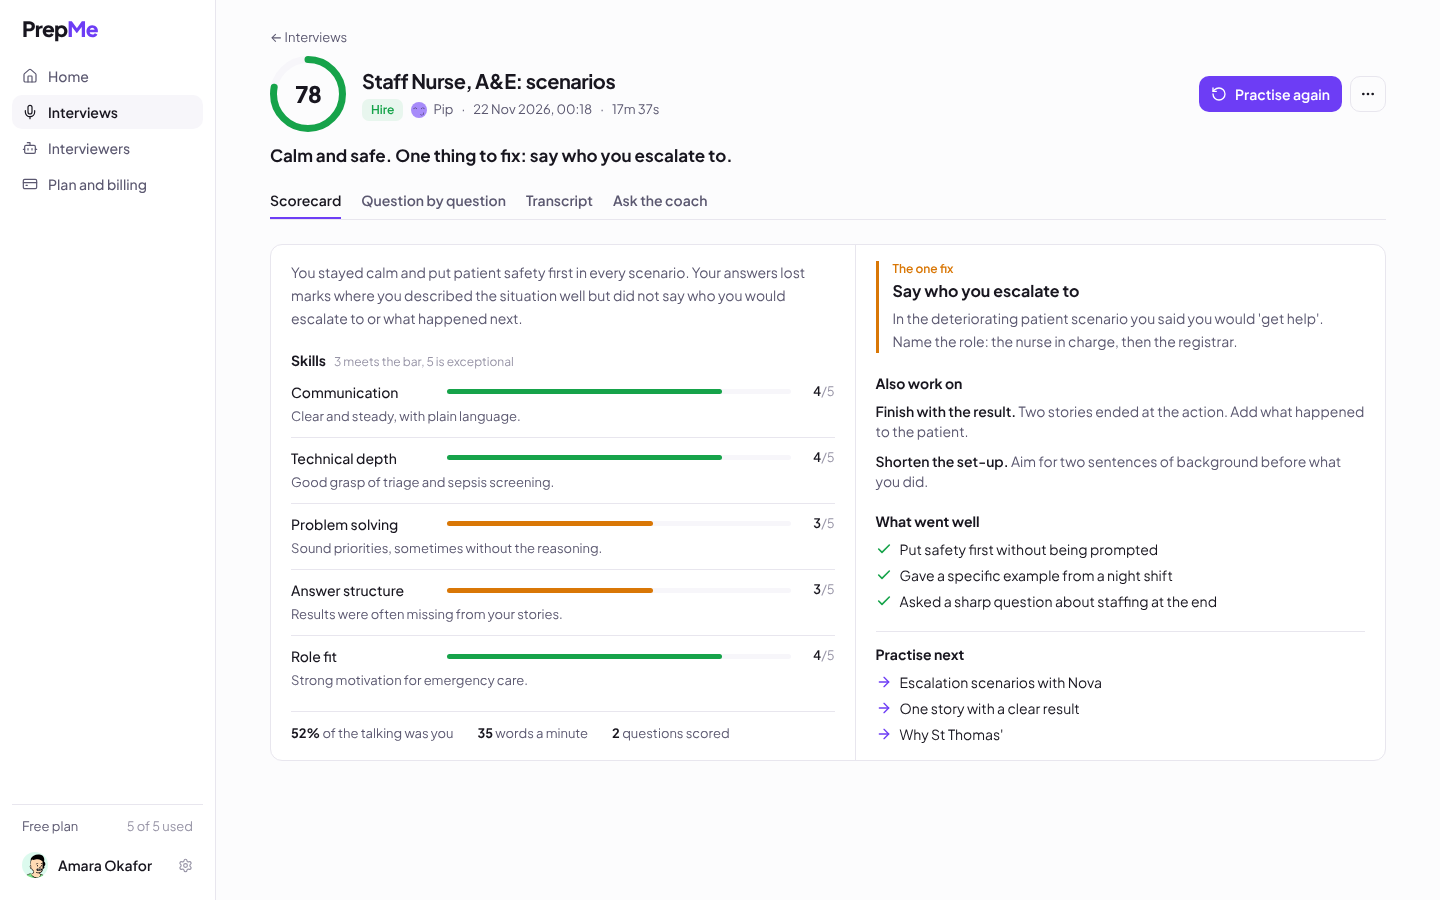 PrepMe
Home
Interviews
Interviewers
Plan and billing
Free plan
5 of 5 used
Amara Okafor
← Interviews
78
Staff Nurse, A&E: scenarios
Hire
Pip · 22 Nov 2026, 00:18 · 17m 37s
Practise again
Calm and safe. One thing to fix: say who you escalate to.
Scorecard
Question by question
Transcript
Ask the coach
You stayed calm and put patient safety first in every scenario. Your answers lost
marks where you described the situation well but did not say who you would
escalate to or what happened next.
Skills 3 meets the bar, 5 is exceptional
Communication 4/5
Clear and steady, with plain language.
Technical depth 4/5
Good grasp of triage and sepsis screening.
Problem solving 3/5
Sound priorities, sometimes without the reasoning.
Answer structure 3/5
Results were often missing from your stories.
Role fit 4/5
Strong motivation for emergency care.
52% of the talking was you 35 words a minute 2 questions scored
The one fix
Say who you escalate to
In the deteriorating patient scenario you said you would 'get help'.
Name the role: the nurse in charge, then the registrar.
Also work on
Finish with the result. Two stories ended at the action. Add what happened
to the patient.
Shorten the set-up. Aim for two sentences of background before what
you did.
What went well
Put safety first without being prompted
Gave a specific example from a night shift
Asked a sharp question about staffing at the end
Practise next
Escalation scenarios with Nova
One story with a clear result
Why St Thomas'